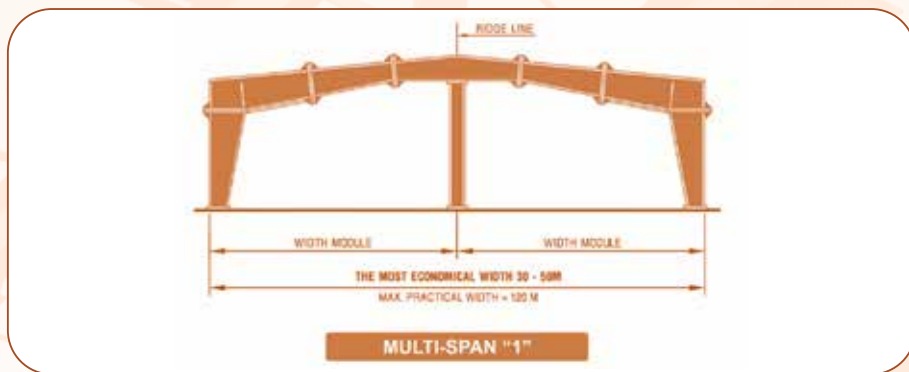 RIDGE LINE
WIDTH MODULE
WIDTH MODULE
THE MOST ECONOMICAL WIDTH 30 - 50M
MAX. PRACTICAL WIDTH = 120 M
MULTI-SPAN "1"